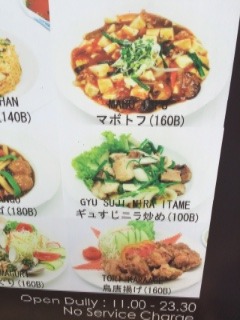 HAN
140B)
マボトフ(160B)
GYU SUJI NIRA ITAME
ギュすじニラ炒め(100B)
(180B)
鳥唐揚げ(160B)
Open Dully : 11.00 - 23.30
No Service Charge